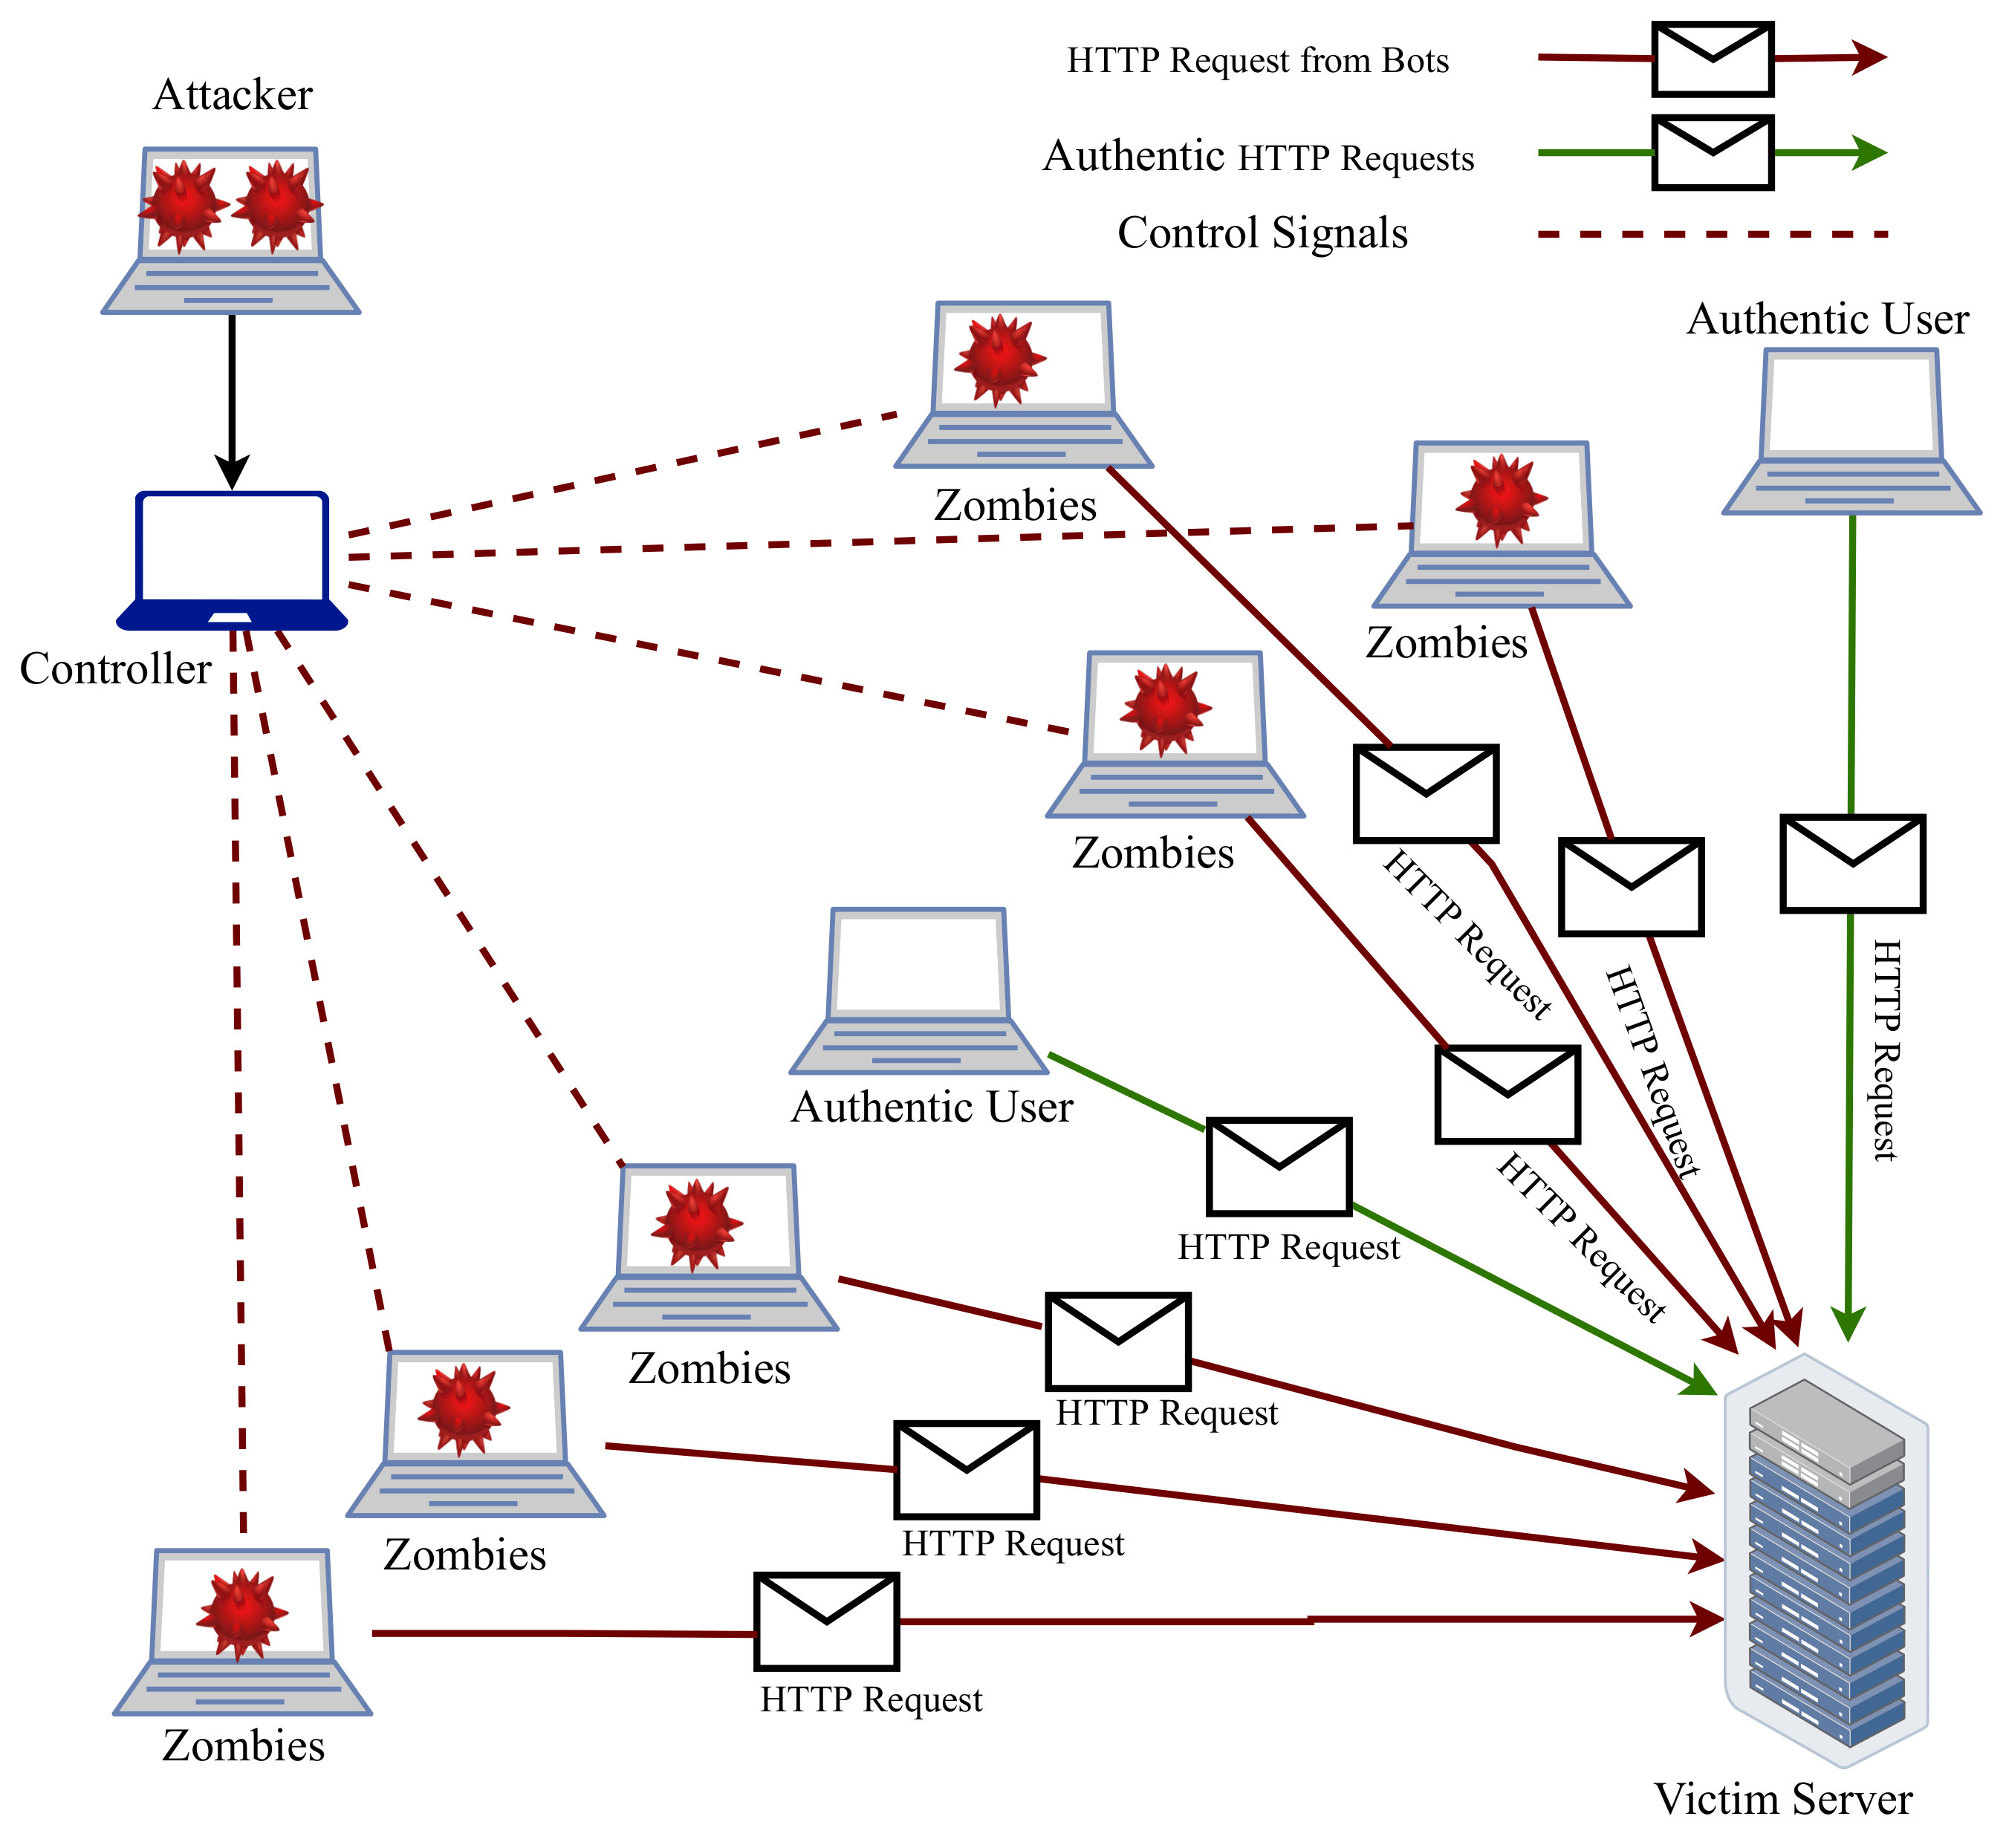 HTTP Request from Bots
Attacker
Authentic HTTP Requests
Control Signals
Authentic User
Zombies
Zombies
Controller
Zombies
HTTP Request
HTTP Request
HTTP Request
Authentic User
HTTP Request
HTTP Request
Zombies
HTTP Request
Zombies
HTTP Request
HTTP Request
Zombies
Victim Server